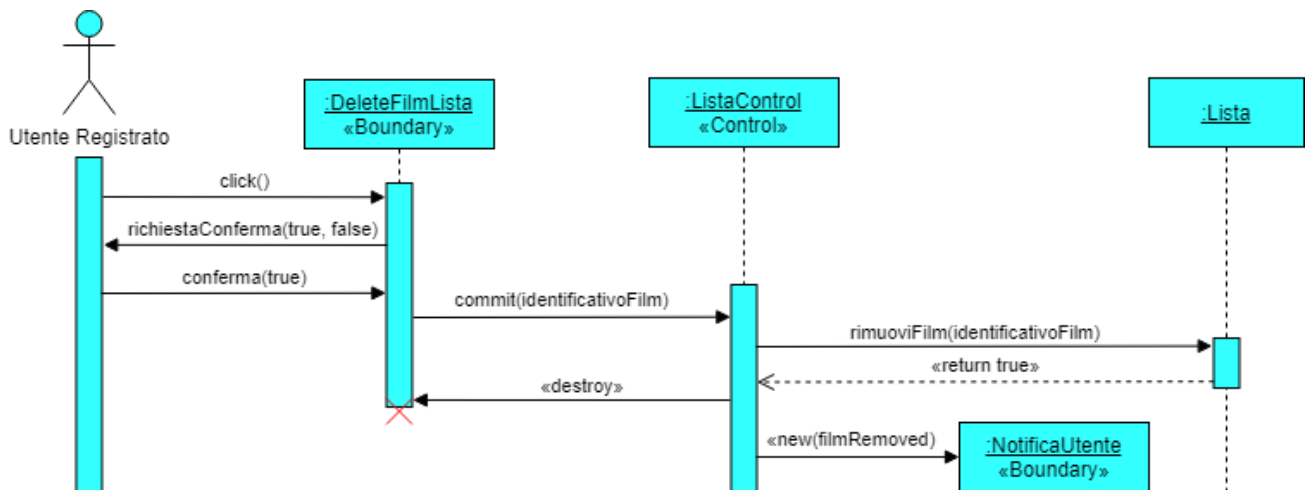 Utente Registrato
:DeleteFilmLista
«Boundary»
:ListaControl
«Control»
:Lista
click()
richiestaConferma(true, false)
conferma(true)
commit(identificativoFilm)
rimuoviFilm(identificativoFilm)
«return true»
«destroy»
«new(filmRemoved)
:NotificaUtente
«Boundary»